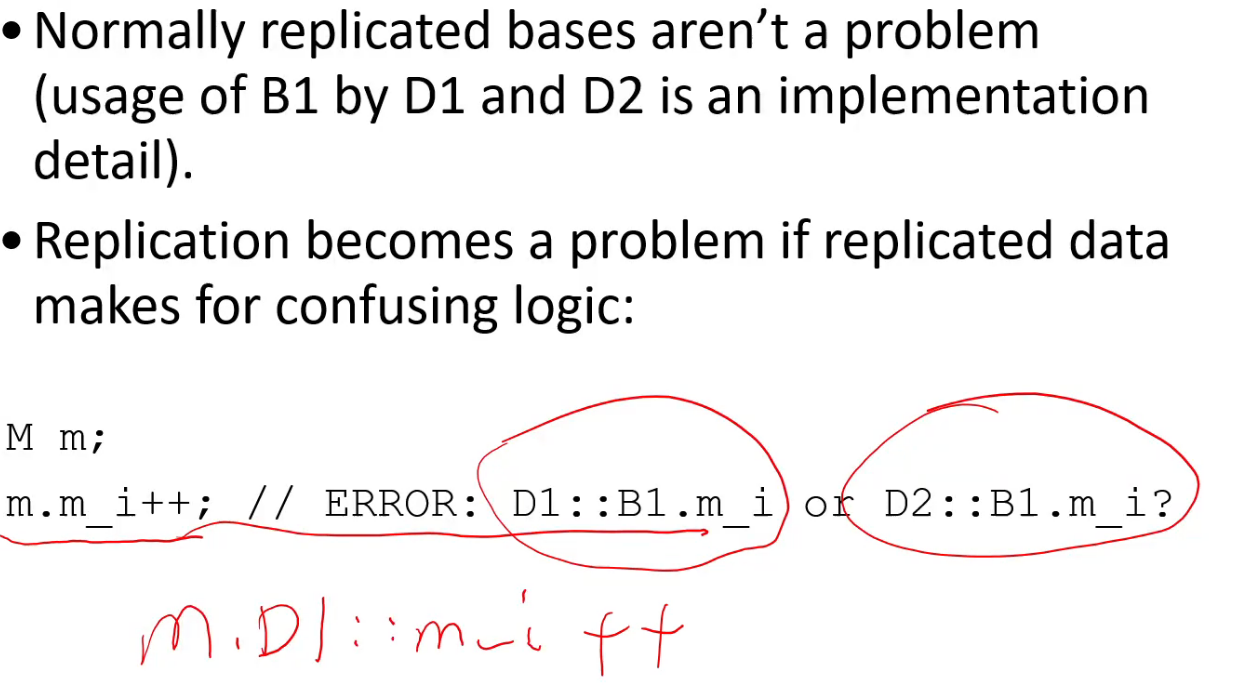 • Normally replicated bases aren’t a problem
(usage of B1 by D1 and D2 is an implementation
detail).
• Replication becomes a problem if replicated data
makes for confusing logic:
M m;
m.m_i++; // ERROR: D1::B1.m_i or D2::B1.m_i?
m.D1::m_i++